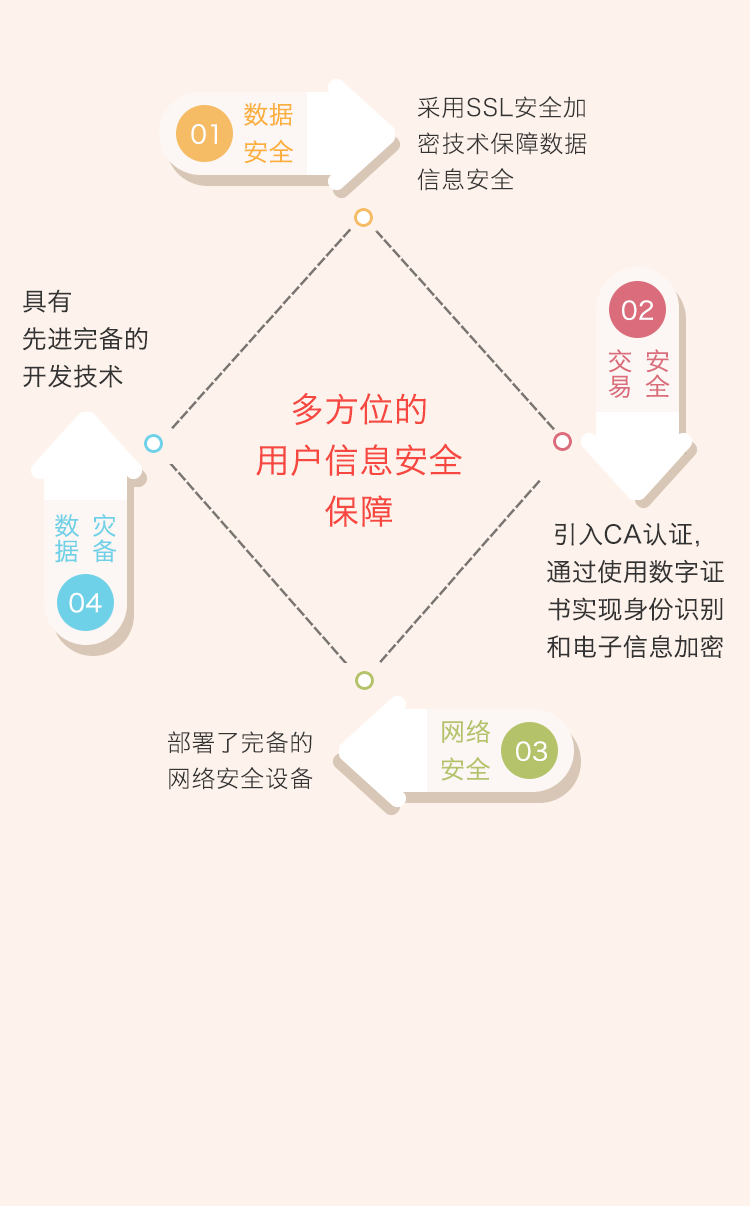 01
数据
安全
采用SSL安全加
密技术保障数据
信息安全
02
交易
安全
引入CA认证,
通过使用数字证
书实现身份识别
和电子信息加密
具有
先进完备的
开发技术
多方位的
用户信息安全
保障
数据
灾备
04
部署了完备的
网络安全设备
网络
安全
03